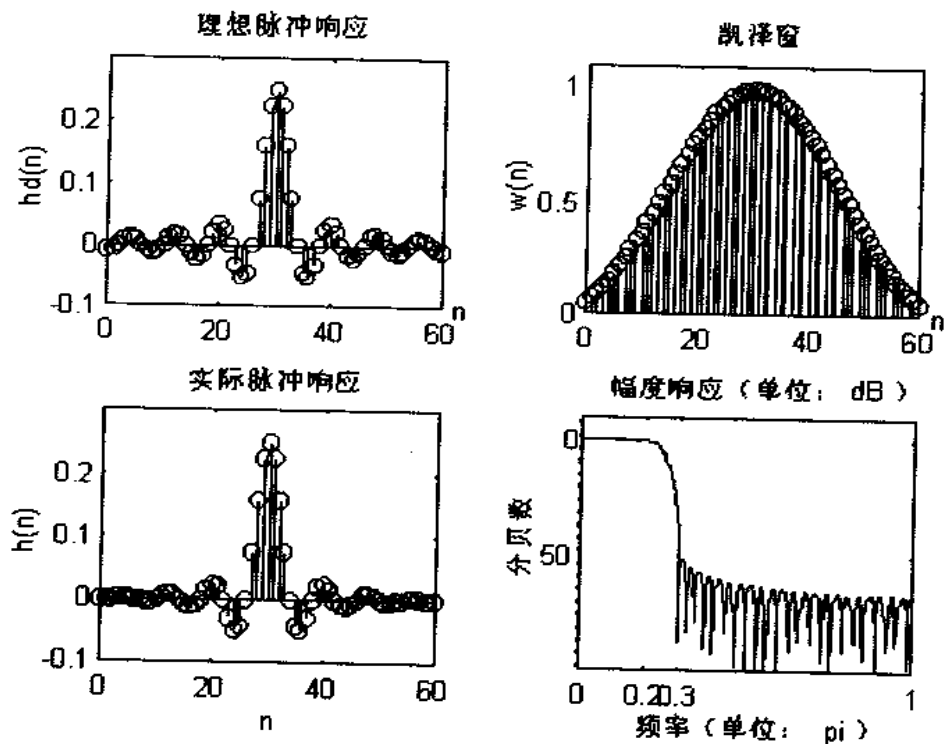 理想脉冲响应
hd(n)
0.2
0.1
0
-0.1
0 20 40 60 n
凯泽窗
w(n)
1
0.5
0
0 20 40 60 n
实际脉冲响应
h(n)
0.2
0.1
0
-0.1
0 20 40 60
n
幅度响应（单位： dB）
分贝数
0
50
0 0.2 0.3 1
频率（单位： pi）